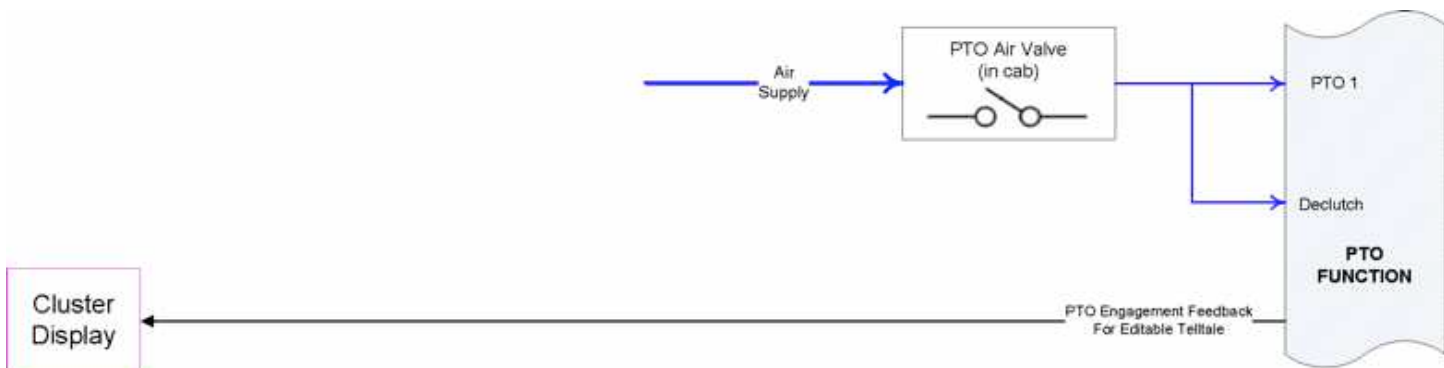 PTO Air Valve
(in cab)
Air
Supply
PTO 1
Declutch
PTO
FUNCTION
Cluster
Display
PTO Engagement Feedback
For Editable Telltale